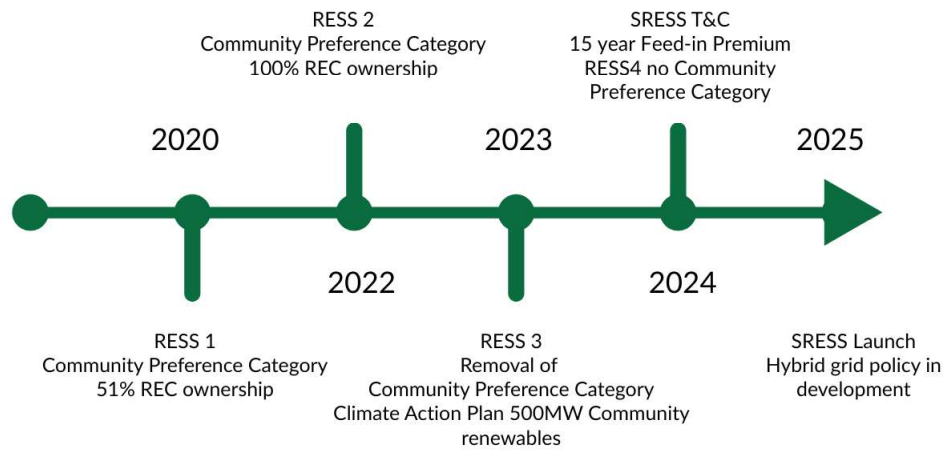 RESS 2
Community Preference Category
100% REC ownership
SRESS T&C
15 year Feed-in Premium
RESS4 no Community
Preference Category
2020
2023
2025
2022
2024
RESS 1
Community Preference Category
51% REC ownership
RESS 3
Removal of
Community Preference Category
Climate Action Plan 500MW Community
renewables
SRESS Launch
Hybrid grid policy in
development